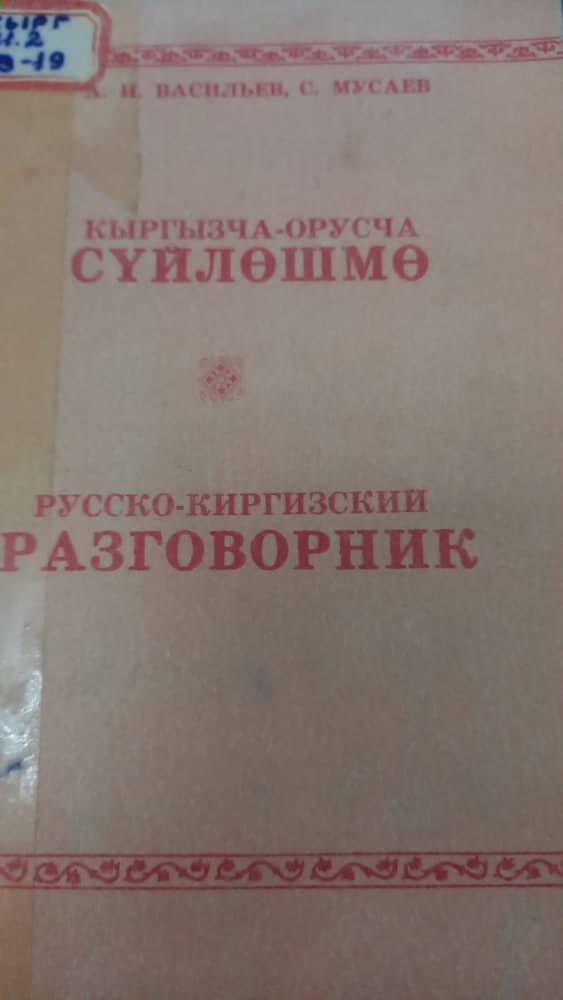 А. И. ВАСИЛЬЕВ, С. МУСАЕВ
КЫРГЫЗЧА-ОРУСЧА
СҮЙЛӨШМӨ
РУССКО-КИРГИЗСКИЙ
РАЗГОВОРНИК